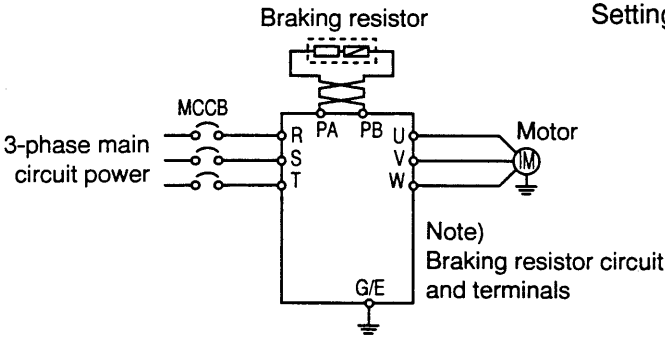 Braking resistor
Setting
MCCB
3-phase main
circuit power
R
S
T
PA PB
U
V
W
Motor
IM
Note)
Braking resistor circuit
and terminals
G/E